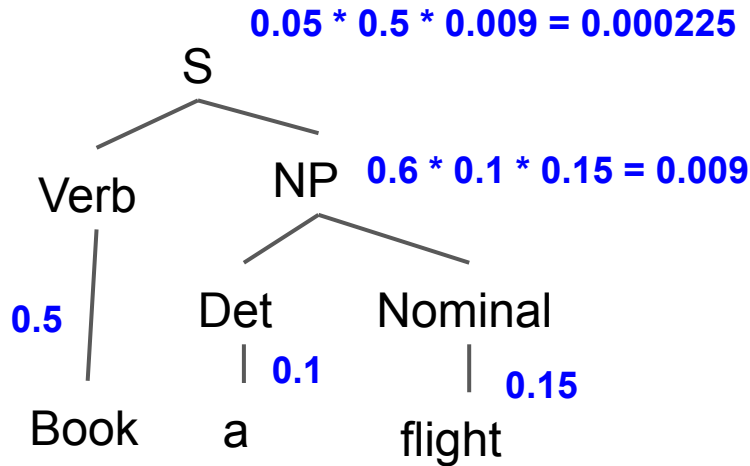 0.05 * 0.5 * 0.009 = 0.000225
S
Verb
NP
0.6 * 0.1 * 0.15 = 0.009
Det
Nominal
0.5
0.1
0.15
Book
a
flight